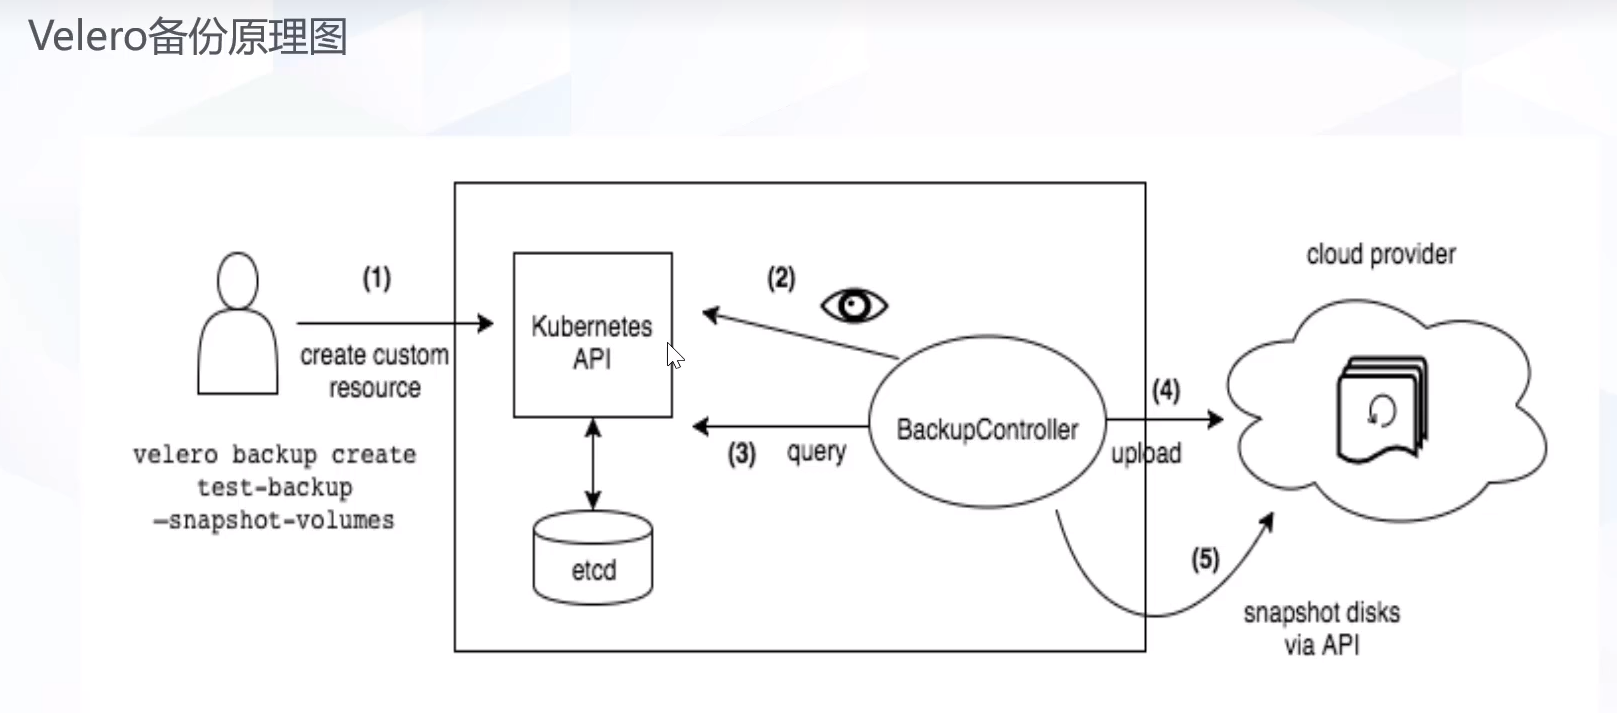 Velero备份原理图
cloud provider
(1)
(2)
Kubernetes
API
create custom
resource
(4)
BackupController
velero backup create
test-backup
—snapshot-volumes
(3) query
upload
etcd
(5)
snapshot disks
via API